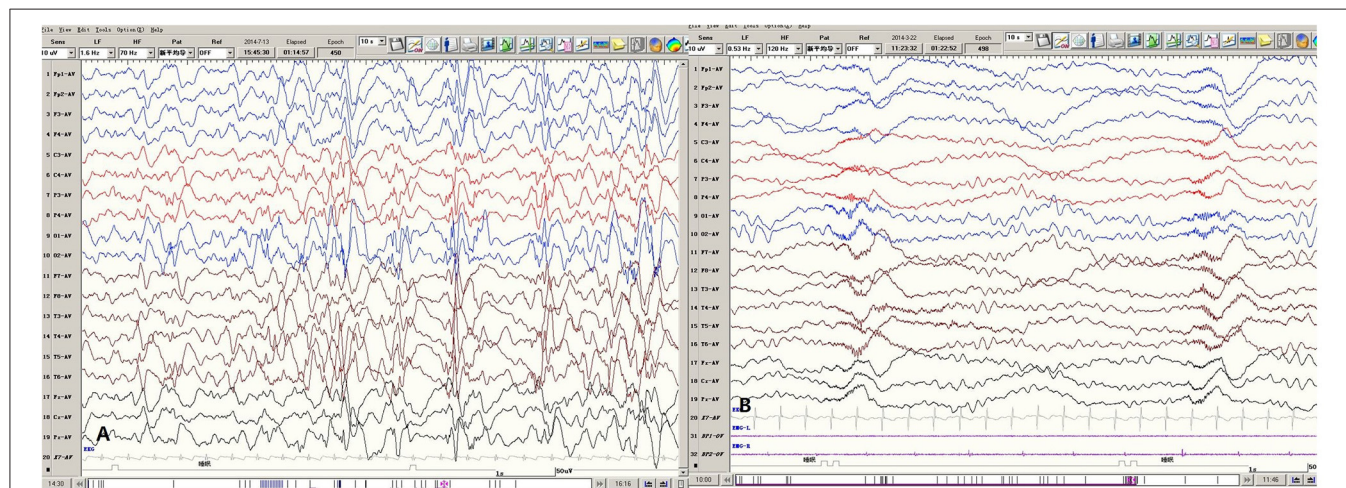 File View Edit Tools Option(X) Help
Sens LF HF Pat Ref 2014-7-13 Elapsed Epoch
10 uV 1.6 Hz 70 Hz 新平均导 OFF 15:45:30 01:14:57 450 10 s
1 Fp1-AV
2 Fp2-AV
3 F3-AV
4 F4-AV
5 C3-AV
6 C4-AV
7 P3-AV
8 P4-AV
9 O1-AV
10 O2-AV
11 F7-AV
12 F8-AV
13 T3-AV
14 T4-AV
15 T5-AV
16 T6-AV
17 Fz-AV
18 Cz-AV
19 Pz-AV
20 X7-AV
A
睡眠
1s 50uV
14:30 16:16
Sens LF HF Pat Ref 2014-3-22 Elapsed Epoch
10 uV 0.53 Hz 120 Hz 新平均导 OFF 11:23:32 01:22:52 498 10 s
1 Fp1-AV
2 Fp2-AV
3 F3-AV
4 F4-AV
5 C3-AV
6 C4-AV
7 P3-AV
8 P4-AV
9 O1-AV
10 O2-AV
11 F7-AV
12 F8-AV
13 T3-AV
14 T4-AV
15 T5-AV
16 T6-AV
17 Fz-AV
18 Cz-AV
19 Pz-AV
B
20 X7-AV
EMG-L
31 BP1-0V
EMG-R
32 BP2-0V
睡眠 睡眠
1s 50
10:00 11:46